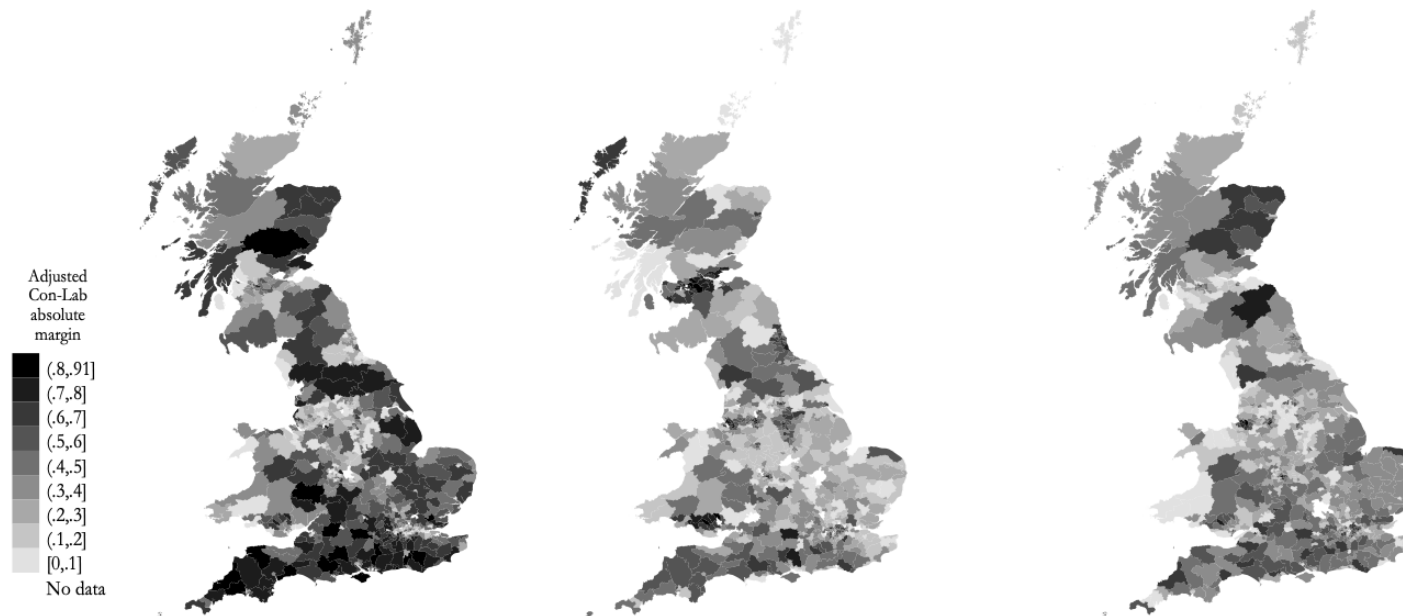 Adjusted
Con-Lab
absolute
margin
(.8,.91]
(.7,.8]
(.6,.7]
(.5,.6]
(.4,.5]
(.3,.4]
(.2,.3]
(.1,.2]
[0,.1]
No data